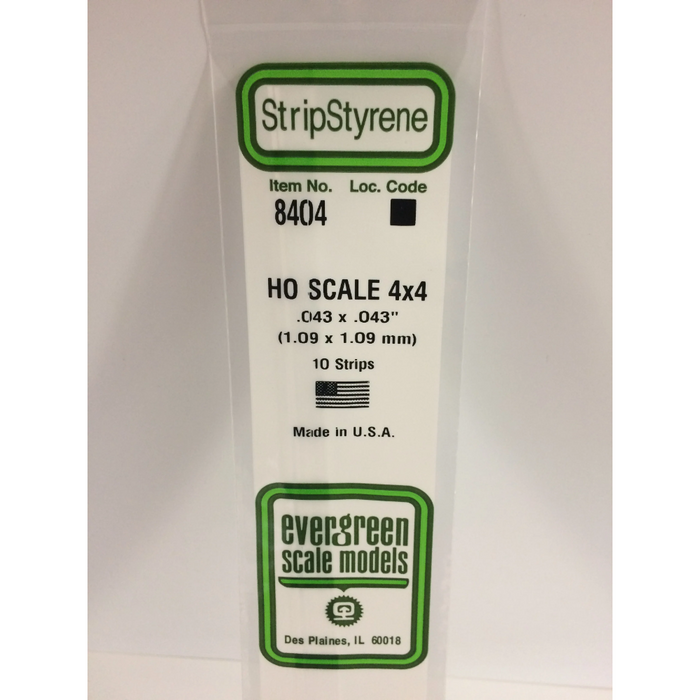 StripStyrene
Item No. Loc. Code
8404
HO SCALE 4x4
.043 x .043"
(1.09 x 1.09 mm)
10 Strips
Made in U.S.A.
evergreen
scale models
Des Plaines, IL 60018